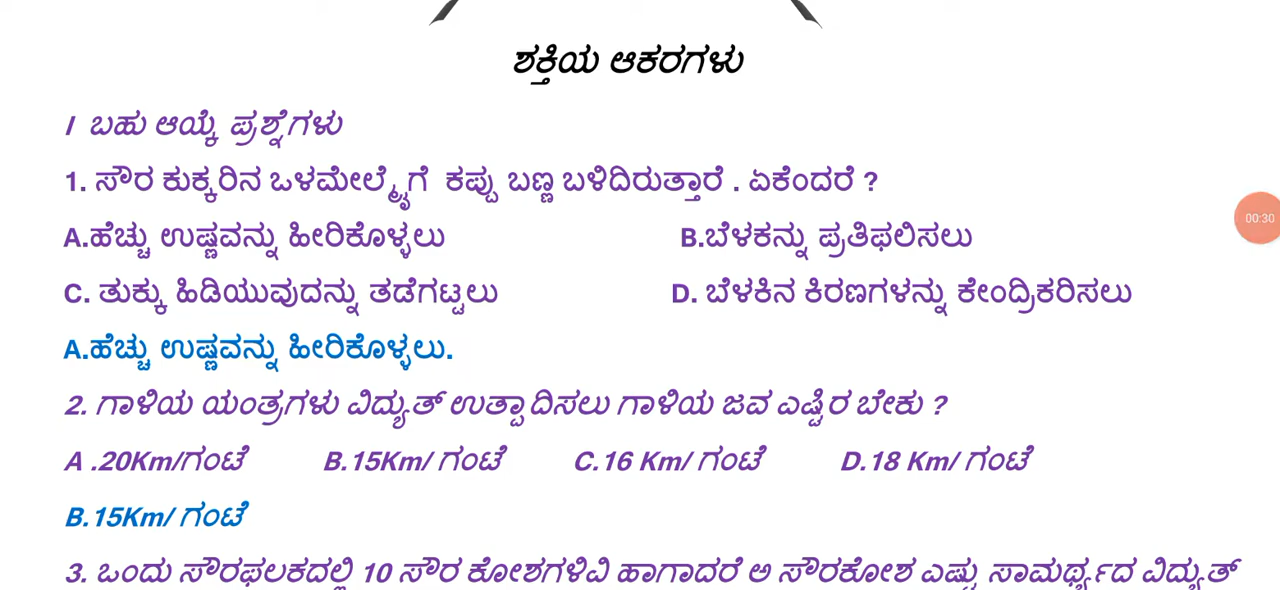 ಶಕ್ತಿಯ ಆಕರಗಳು
I ಬಹು ಆಯ್ಕೆ ಪ್ರಶ್ನೆಗಳು
1. ಸೌರ ಕುಕ್ಕರಿನ ಒಳಮೇಲ್ಮೈಗೆ ಕಪ್ಪು ಬಣ್ಣ ಬಳಿದಿರುತ್ತಾರೆ . ಏಕೆಂದರೆ ?
A.ಹೆಚ್ಚು ಉಷ್ಣವನ್ನು ಹೀರಿಕೊಳ್ಳಲು B.ಬೆಳಕನ್ನು ಪ್ರತಿಫಲಿಸಲು
00:30
C. ತುಕ್ಕು ಹಿಡಿಯುವುದನ್ನು ತಡೆಗಟ್ಟಲು D. ಬೆಳಕಿನ ಕಿರಣಗಳನ್ನು ಕೇಂದ್ರಿಕರಿಸಲು
A.ಹೆಚ್ಚು ಉಷ್ಣವನ್ನು ಹೀರಿಕೊಳ್ಳಲು.
2. ಗಾಳಿಯ ಯಂತ್ರಗಳು ವಿದ್ಯುತ್ ಉತ್ಪಾದಿಸಲು ಗಾಳಿಯ ಜವ ಎಷ್ಟಿರ ಬೇಕು ?
A .20Km/ಗಂಟೆ B.15Km/ ಗಂಟೆ C.16 Km/ ಗಂಟೆ D.18 Km/ ಗಂಟೆ
B.15Km/ ಗಂಟೆ
3. ಒಂದು ಸೌರಫಲಕದಲ್ಲಿ 10 ಸೌರ ಕೋಶಗಳಿವಿ ಹಾಗಾದರೆ ಅ ಸೌರಕೋಶ ಎಷ್ಟು ಸಾಮರ್ಥ್ಯದ ವಿದ್ಯುತ್